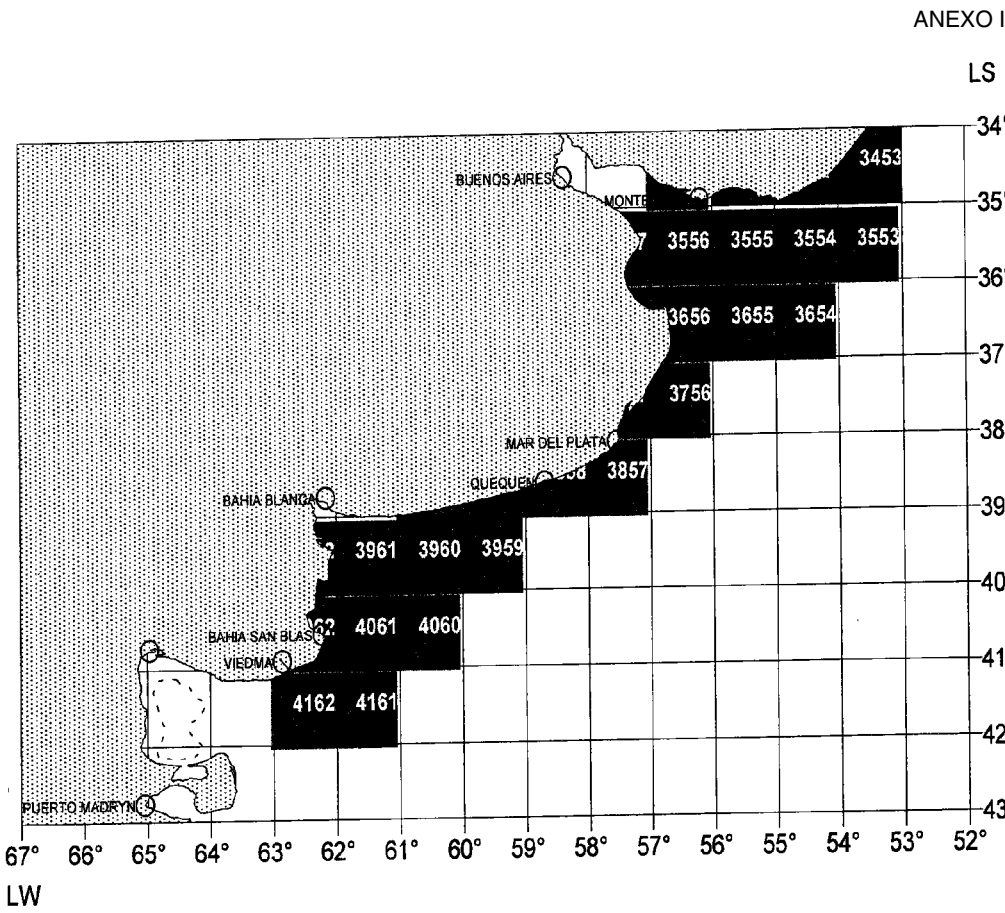 ANEXO I
LS
34°
3453
BUENOS AIRES
MONTE
35°
3556 3555 3554 3553
36°
3656 3655 3654
37
3756
38
MAR DEL PLATA
3857
QUEQUEN
BAHIA BLANCA
39
3961 3960 3959
40
4061 4060
BAHIA SAN BLAS
VIEDMA
41
4162 4161
42
PUERTO MADRYN
43
67° 66° 65° 64° 63° 62° 61° 60° 59° 58° 57° 56° 55° 54° 53° 52°
LW